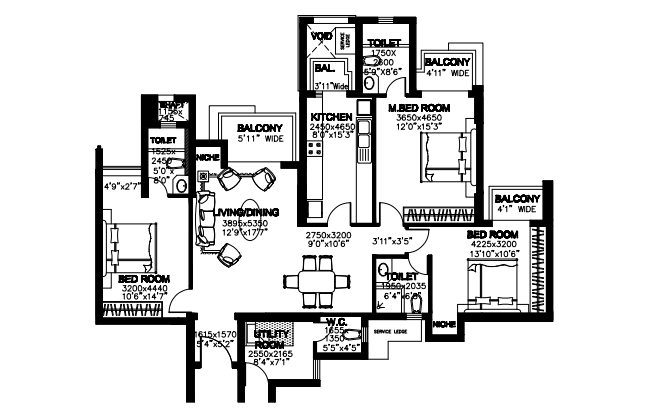 VOID
SERVICE
LEDGE
TOILET
1750X
2600
5'9"X8'6"
BALCONY
4'11" WIDE
BAL.
3'11"Wide
SHAFT
1155x
745
TOILET
1525x
2450
5'0"x
8'0"
BALCONY
5'11" WIDE
NICHE
KITCHEN
2450x4650
8'0"x15'3"
M.BED ROOM
3650x4650
12'0"x15'3"
4'9"x2'7"
BALCONY
4'1" WIDE
LIVING/DINING
3895x5350
12'9"x17'7"
2750x3200
9'0"x10'6"
3'11"x3'5"
BED ROOM
4225x3200
13'10"x10'6"
BED ROOM
3200x4440
10'6"x14'7"
TOILET
1950x2035
6'4"x6'8"
1615x1570
5'4"x5'2"
UTILITY
ROOM
2550x2165
8'4"x7'1"
W.C.
1655x
1350
5'5"x4'5"
SERVICE LEDGE
NICHE